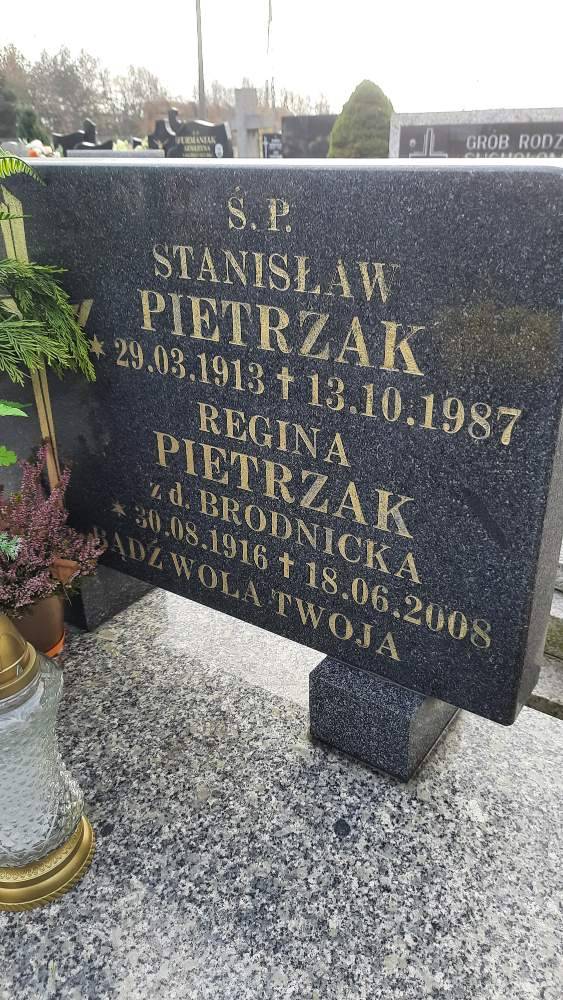 Ś. P.
STANISŁAW
PIETRZAK
* 29.03.1913 † 13.10.1987
REGINA
PIETRZAK
z d. BRODNICKA
* 30.08.1916 † 18.06.2008
BĄDŹ WOLA TWOJA
FURMANIAK
GRÓB RODZ